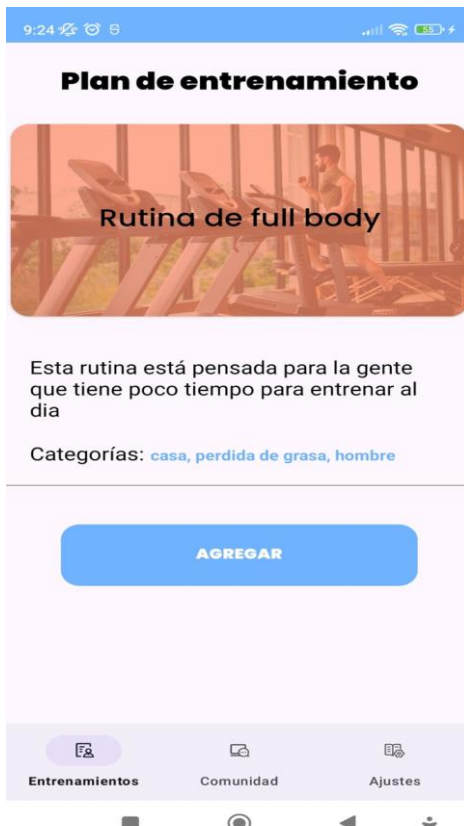 9:24
55
Plan de entrenamiento
Rutina de full body
Esta rutina está pensada para la gente
que tiene poco tiempo para entrenar al
dia
Categorías: casa, perdida de grasa, hombre
AGREGAR
Entrenamientos Comunidad Ajustes